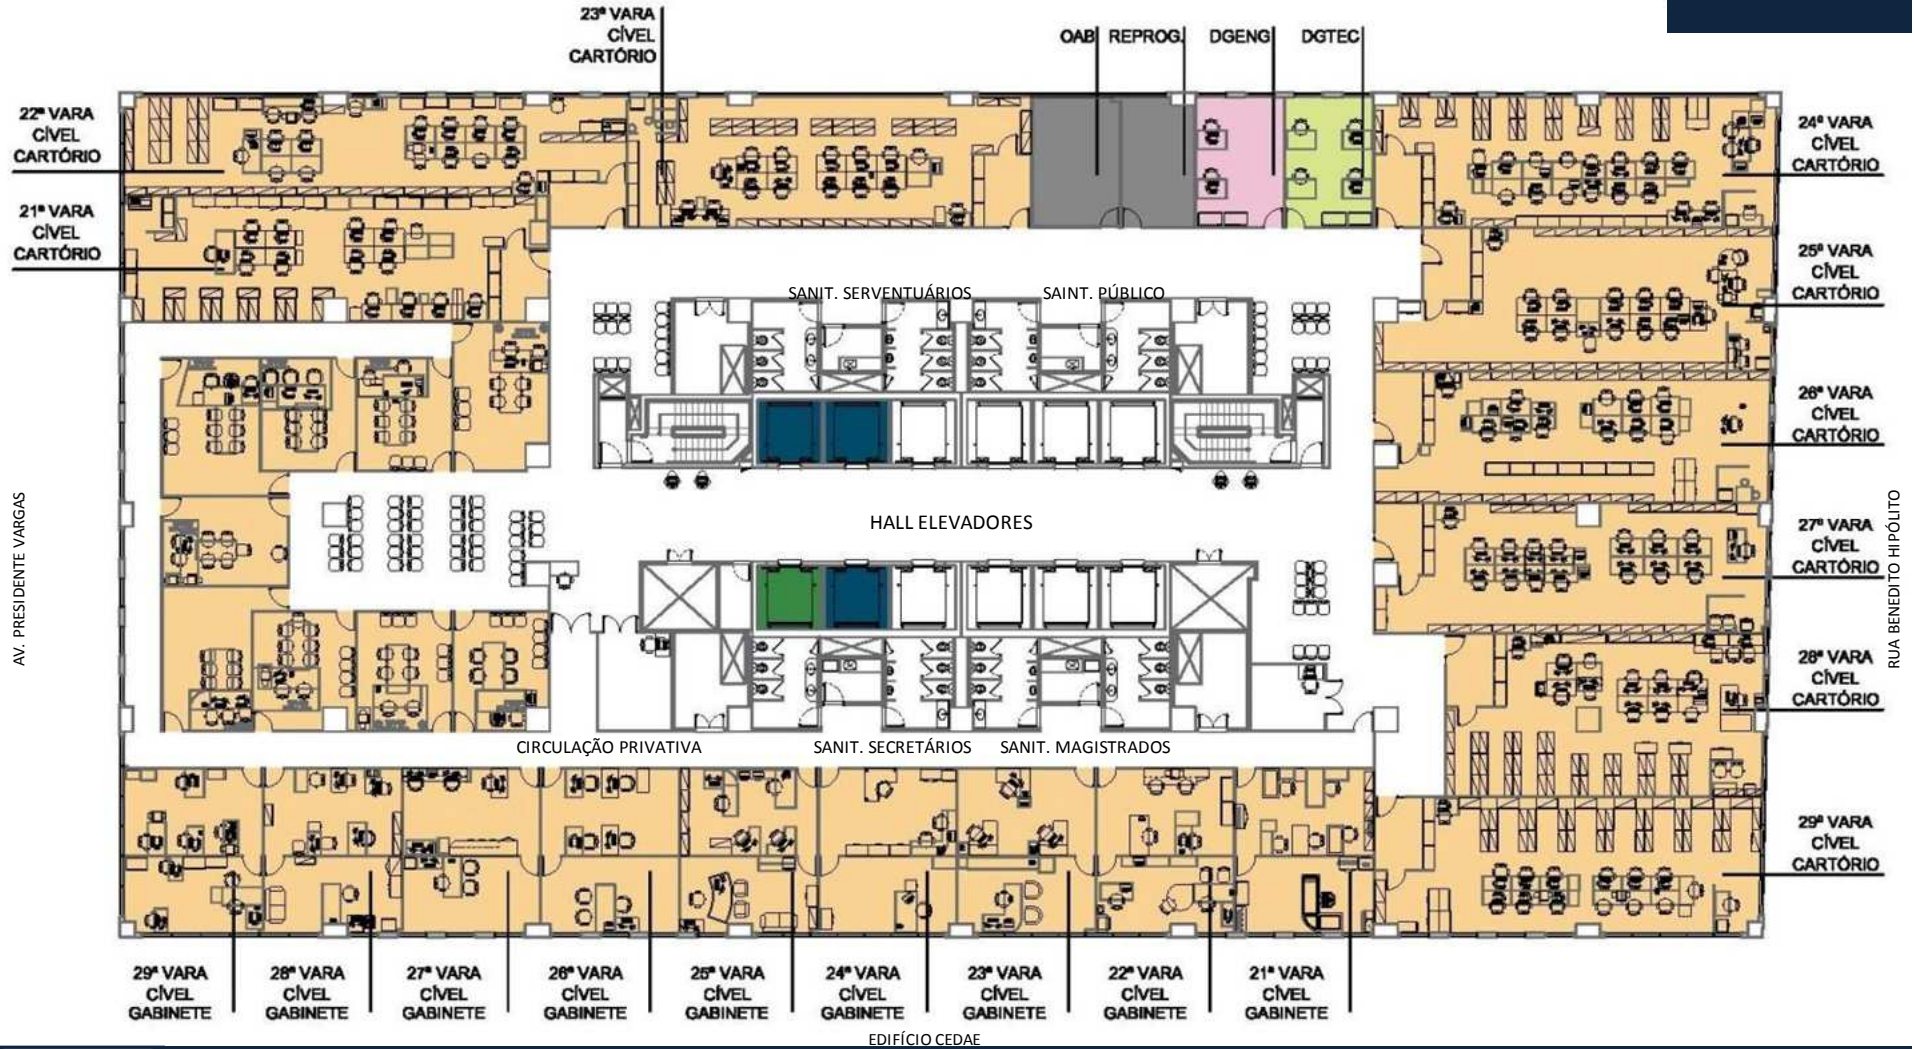 23ª VARA
CÍVEL
CARTÓRIO
OAB
REPROG.
DGENG
DGTEC
22ª VARA
CÍVEL
CARTÓRIO
21ª VARA
CÍVEL
CARTÓRIO
24ª VARA
CÍVEL
CARTÓRIO
25ª VARA
CÍVEL
CARTÓRIO
26ª VARA
CÍVEL
CARTÓRIO
27ª VARA
CÍVEL
CARTÓRIO
28ª VARA
CÍVEL
CARTÓRIO
29ª VARA
CÍVEL
CARTÓRIO
SANIT. SERVENTUÁRIOS
SAINT. PÚBLICO
HALL ELEVADORES
AV. PRESIDENTE VARGAS
RUA BENEDITO HIPÓLITO
CIRCULAÇÃO PRIVATIVA
SANIT. SECRETÁRIOS
SANIT. MAGISTRADOS
29ª VARA
CÍVEL
GABINETE
28ª VARA
CÍVEL
GABINETE
27ª VARA
CÍVEL
GABINETE
26ª VARA
CÍVEL
GABINETE
25ª VARA
CÍVEL
GABINETE
24ª VARA
CÍVEL
GABINETE
23ª VARA
CÍVEL
GABINETE
22ª VARA
CÍVEL
GABINETE
21ª VARA
CÍVEL
GABINETE
EDIFÍCIO CEDAE